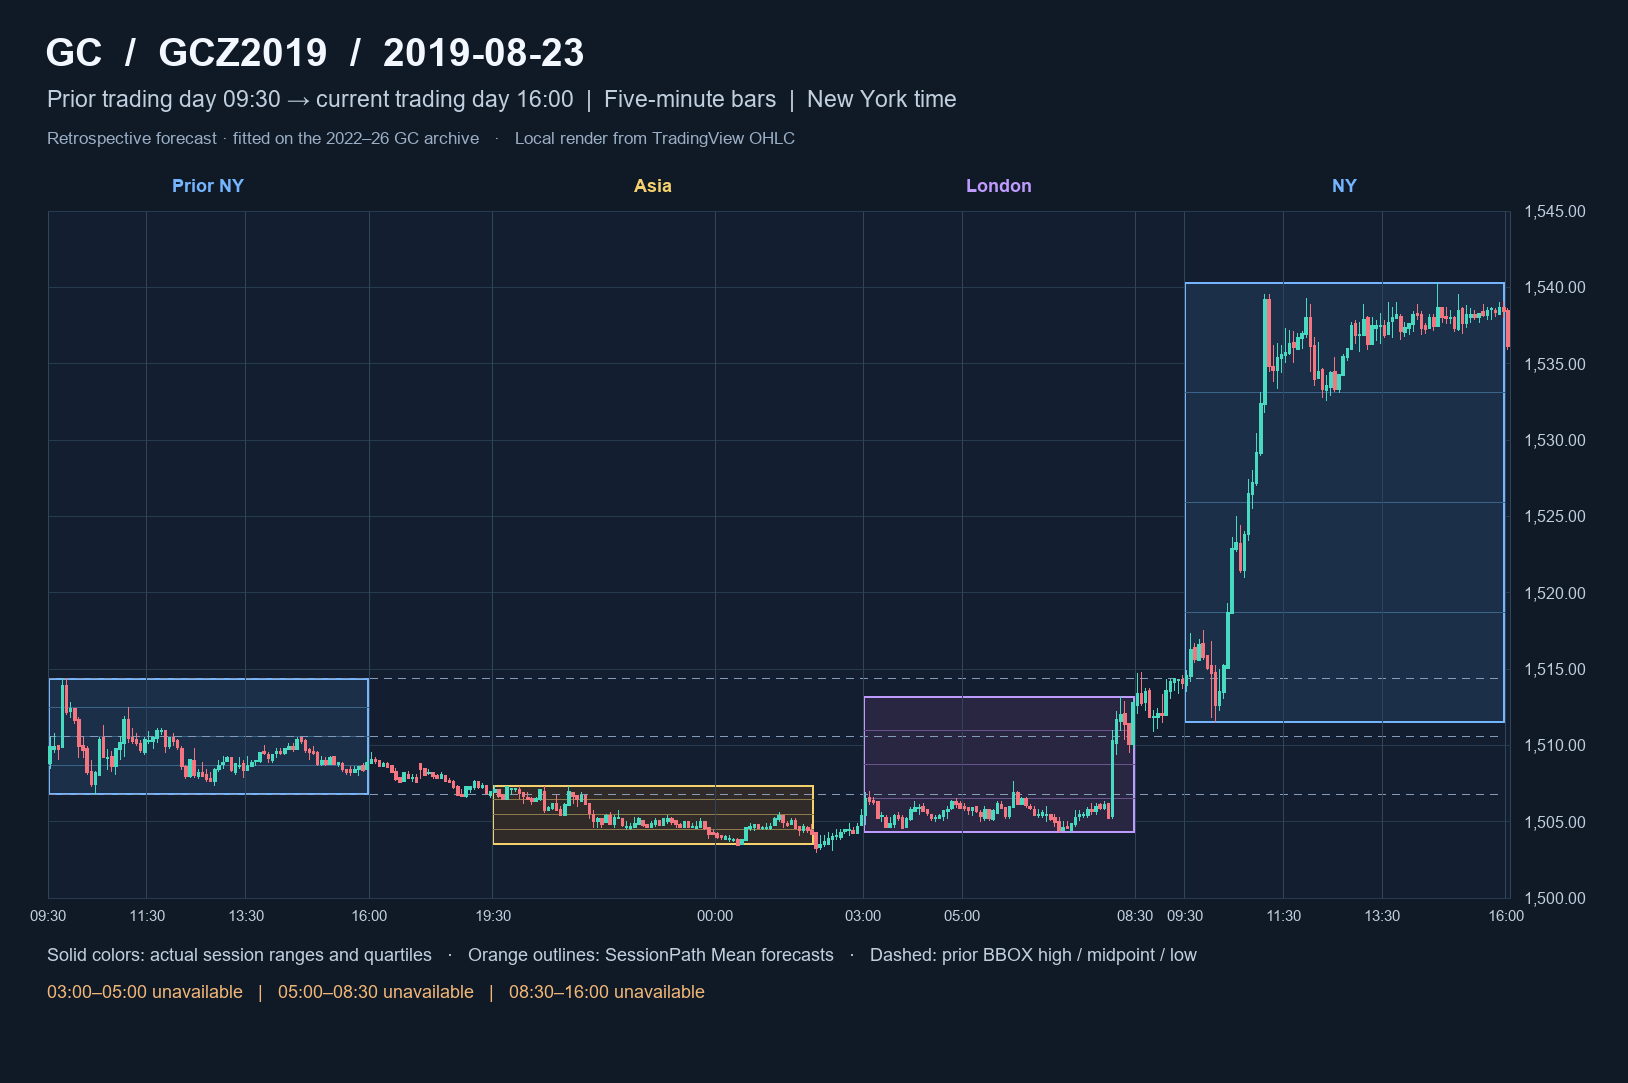 GC / GCZ2019 / 2019-08-23
Prior trading day 09:30 → current trading day 16:00 | Five-minute bars | New York time
Retrospective forecast · fitted on the 2022–26 GC archive · Local render from TradingView OHLC
Prior NY Asia London NY
1,545.00
1,540.00
1,535.00
1,530.00
1,525.00
1,520.00
1,515.00
1,510.00
1,505.00
1,500.00
09:30 11:30 13:30 16:00 19:30 00:00 03:00 05:00 08:30 09:30 11:30 13:30 16:00
Solid colors: actual session ranges and quartiles · Orange outlines: SessionPath Mean forecasts · Dashed: prior BBOX high / midpoint / low
03:00–05:00 unavailable | 05:00–08:30 unavailable | 08:30–16:00 unavailable